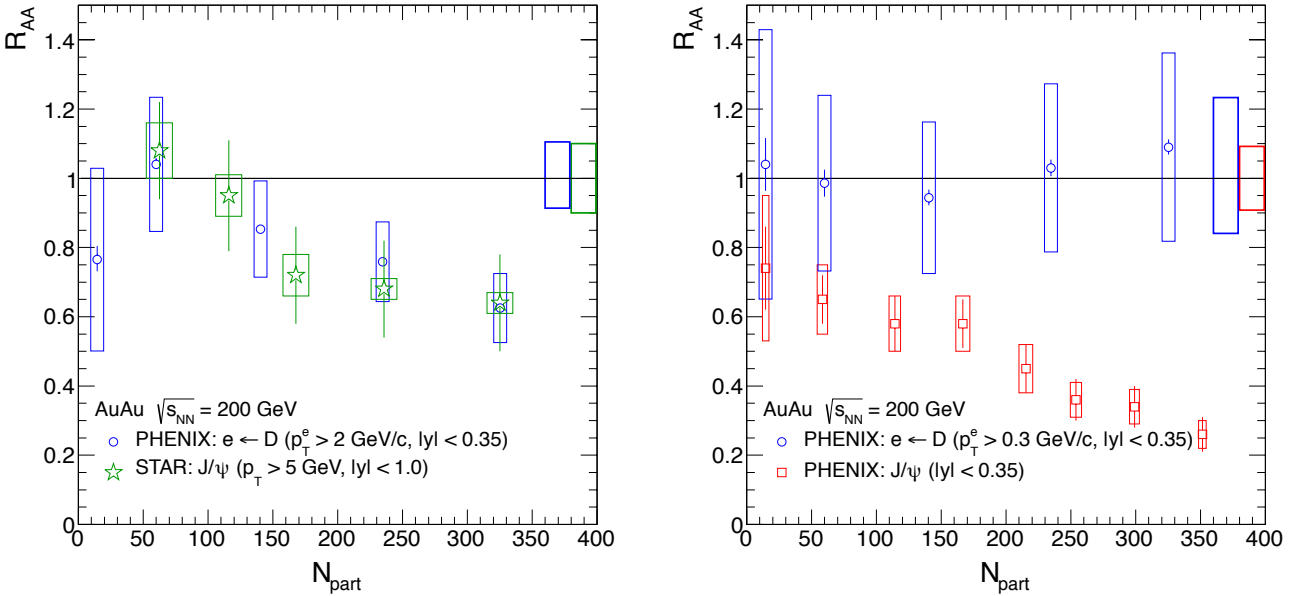 R_AA
1.4
1.2
1
0.8
0.6
0.4
0.2
0
AuAu √s_NN = 200 GeV
PHENIX: e ← D (p_T^e > 2 GeV/c, |y| < 0.35)
STAR: J/ψ (p_T > 5 GeV, |y| < 1.0)
0 50 100 150 200 250 300 350 400
N_part
R_AA
1.4
1.2
1
0.8
0.6
0.4
0.2
0
AuAu √s_NN = 200 GeV
PHENIX: e ← D (p_T^e > 0.3 GeV/c, |y| < 0.35)
PHENIX: J/ψ (|y| < 0.35)
0 50 100 150 200 250 300 350 400
N_part